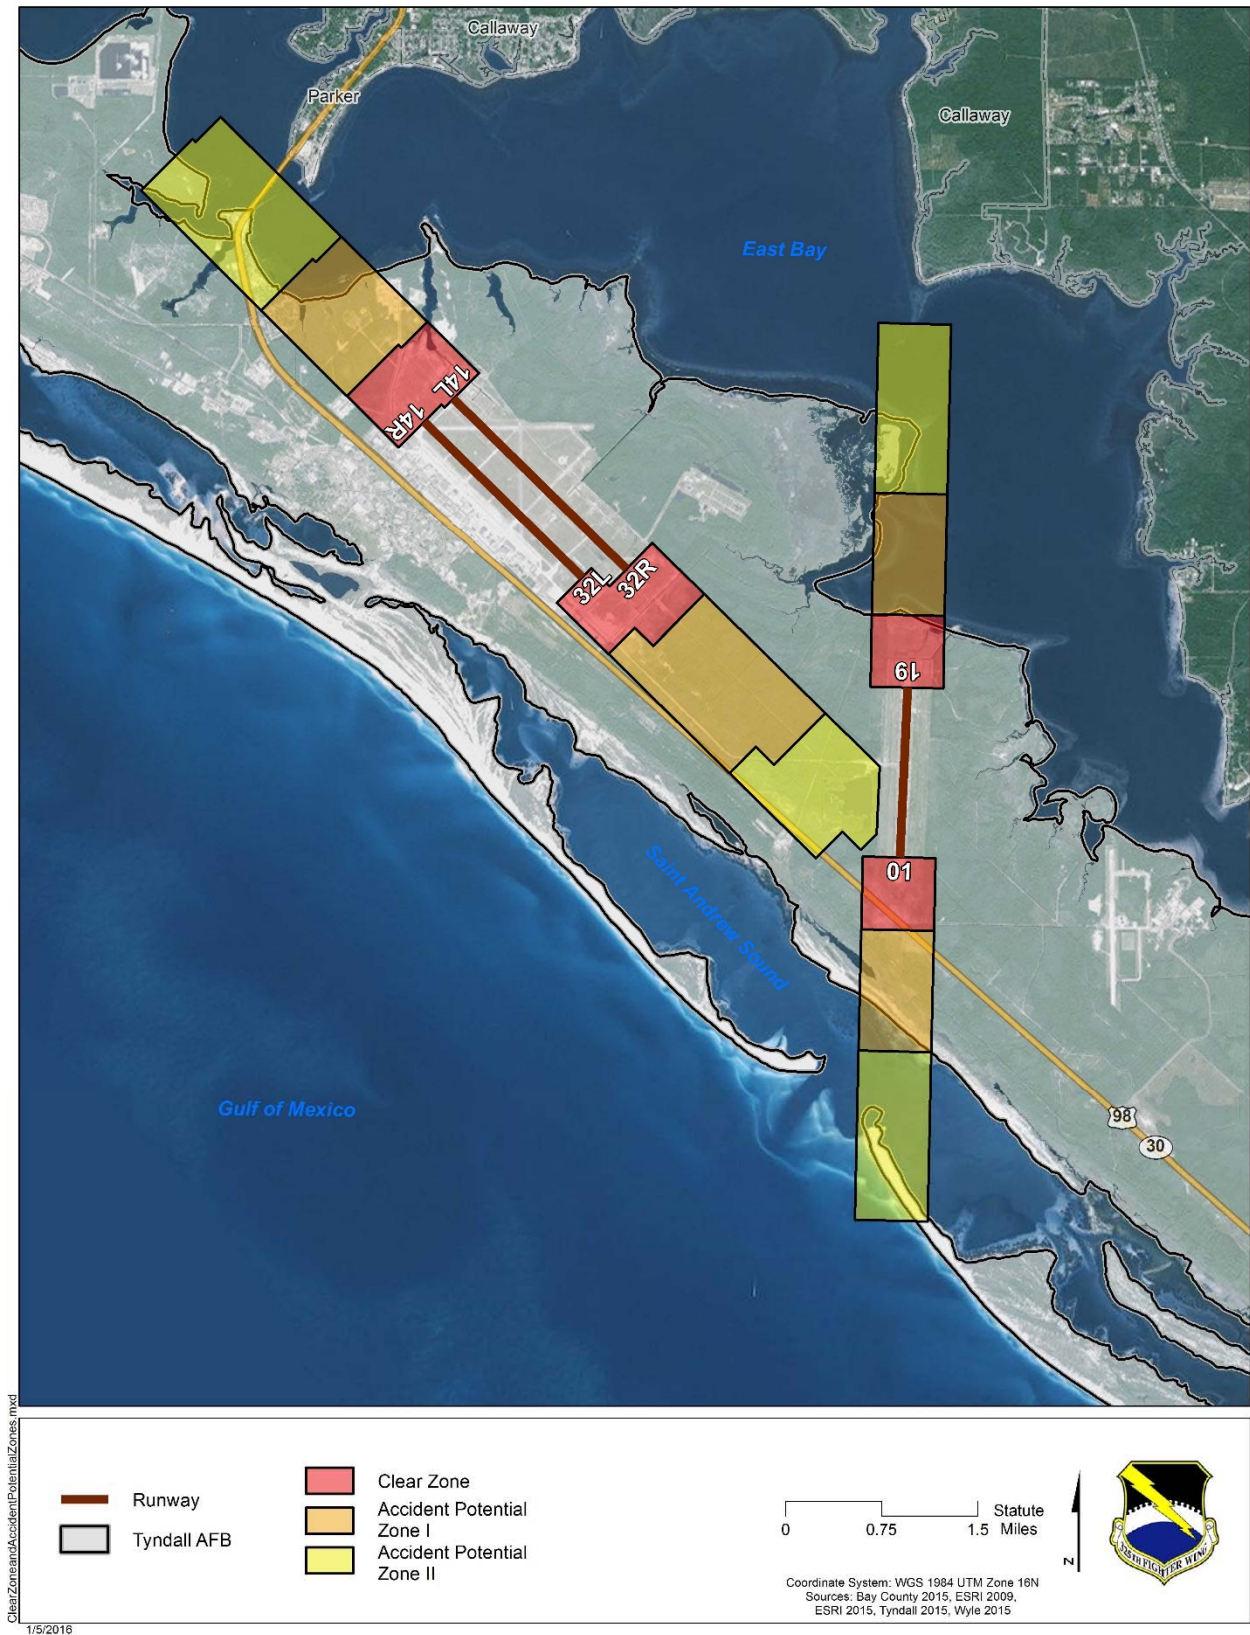 Callaway
Parker
Callaway
East Bay
14L
14R
32L
32R
19
01
Saint Andrew Sound
Gulf of Mexico
98
30
ClearZoneandAccidentPotentialZones.mxd
Runway
Tyndall AFB
Clear Zone
Accident Potential
Zone I
Accident Potential
Zone II
0 0.75 1.5
Statute
Miles
N
Coordinate System: WGS 1984 UTM Zone 16N
Sources: Bay County 2015, ESRI 2009,
ESRI 2015, Tyndall 2015, Wyle 2015
325TH FIGHTER WING
1/5/2016